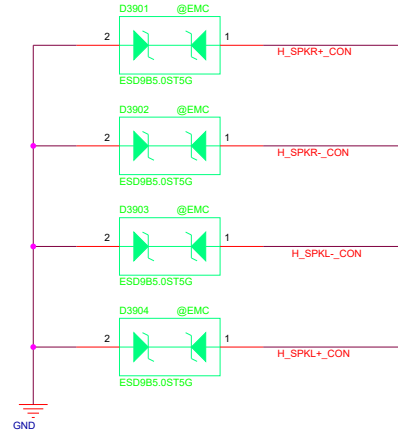 D3901 @EMC
2 1
H_SPKR+_CON
ESD9B5.0ST5G
D3902 @EMC
2 1
H_SPKR-_CON
ESD9B5.0ST5G
D3903 @EMC
2 1
H_SPKL-_CON
ESD9B5.0ST5G
D3904 @EMC
2 1
H_SPKL+_CON
ESD9B5.0ST5G
GND